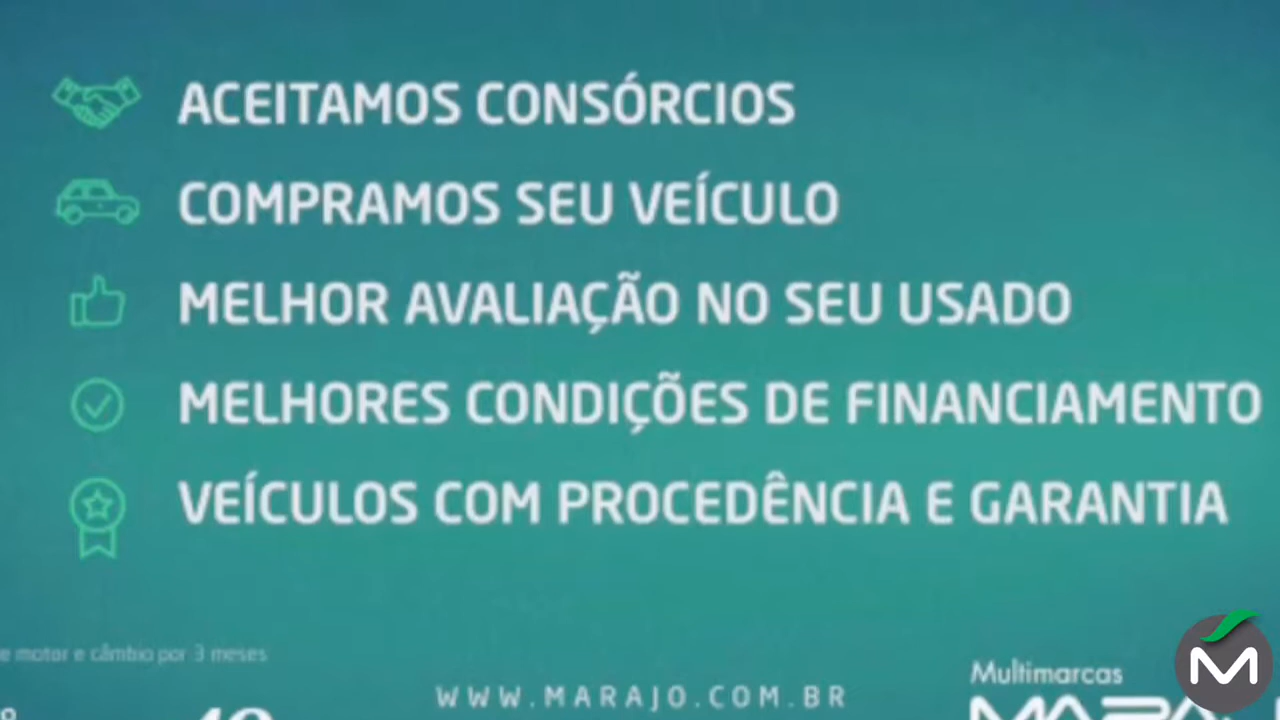 ACEITAMOS CONSÓRCIOS
COMPRAMOS SEU VEÍCULO
MELHOR AVALIAÇÃO NO SEU USADO
MELHORES CONDIÇÕES DE FINANCIAMENTO
VEÍCULOS COM PROCEDÊNCIA E GARANTIA
e motor e câmbio por 3 meses
Multimarcas
WWW.MARAJO.COM.BR
M